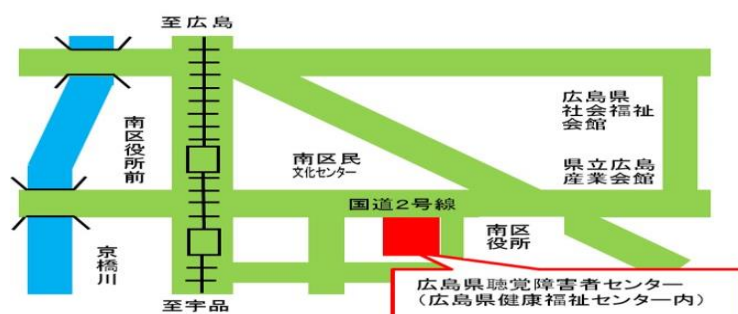 至広島
南区役所前
南区民
文化センター
広島県
社会福祉
会館
県立広島
産業会館
国道2号線
南区
役所
京橋川
至宇品
広島県聴覚障害者センター
(広島県健康福祉センター内)